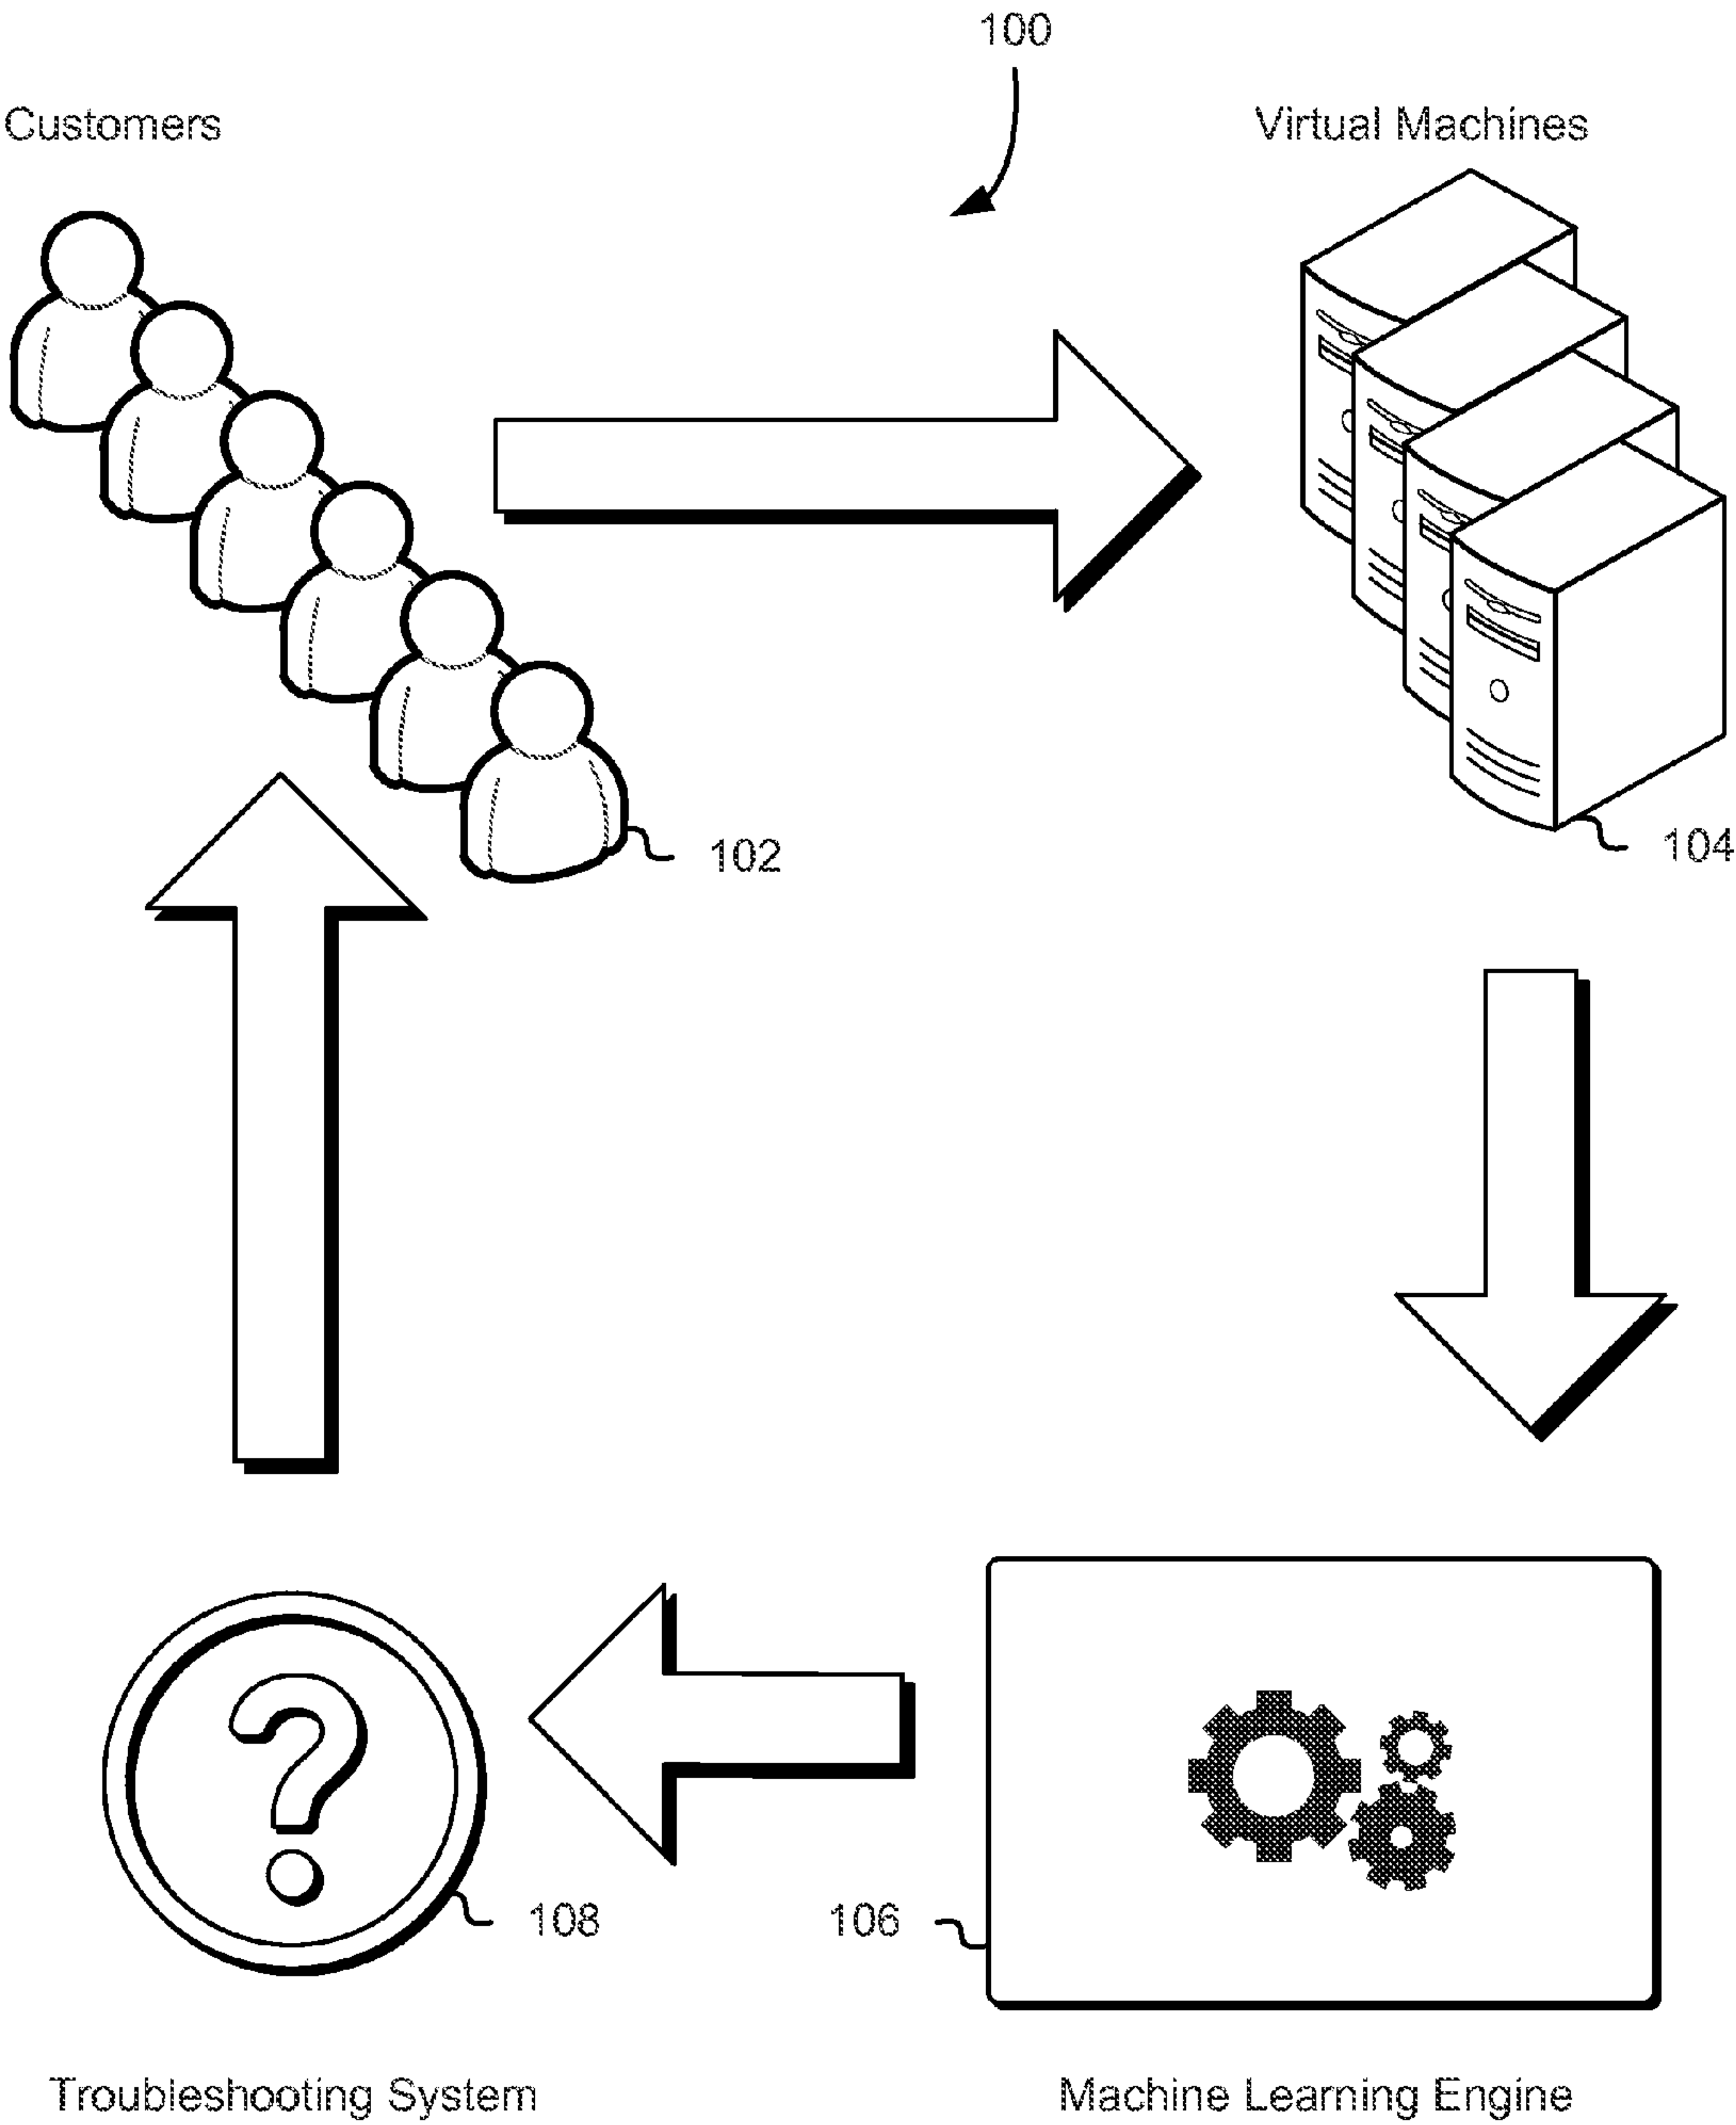 100
Customers
Virtual Machines
102
104
108
106
?
Troubleshooting System
Machine Learning Engine